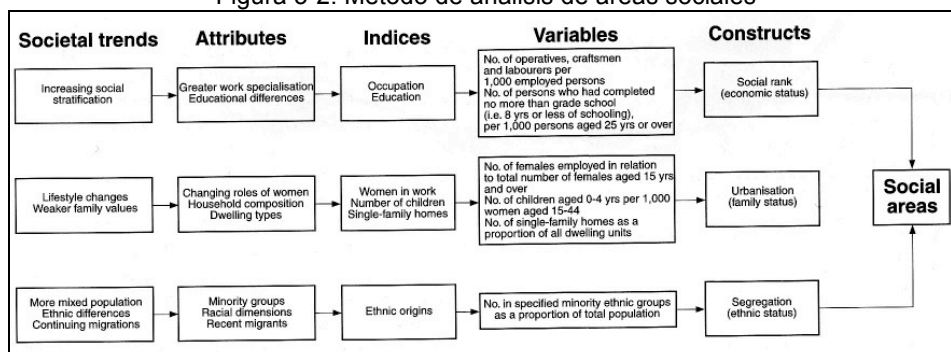 Figura 3-2. Método de análisis de áreas sociales
Societal trends
Attributes
Indices
Variables
Constructs
Increasing social
stratification
Greater work specialisation
Educational differences
Occupation
Education
No. of operatives, craftsmen
and labourers per
1,000 employed persons
No. of persons who had completed
no more than grade school
(i.e. 8 yrs or less of schooling),
per 1,000 persons aged 25 yrs or over
Social rank
(economic status)
Lifestyle changes
Weaker family values
Changing roles of women
Household composition
Dwelling types
Women in work
Number of children
Single-family homes
No. of females employed in relation
to total number of females aged 15 yrs
and over
No. of children aged 0-4 yrs per 1,000
women aged 15-44
No. of single-family homes as a
proportion of all dwelling units
Urbanisation
(family status)
Social
areas
More mixed population
Ethnic differences
Continuing migrations
Minority groups
Racial dimensions
Recent migrants
Ethnic origins
No. in specified minority ethnic groups
as a proportion of total population
Segregation
(ethnic status)